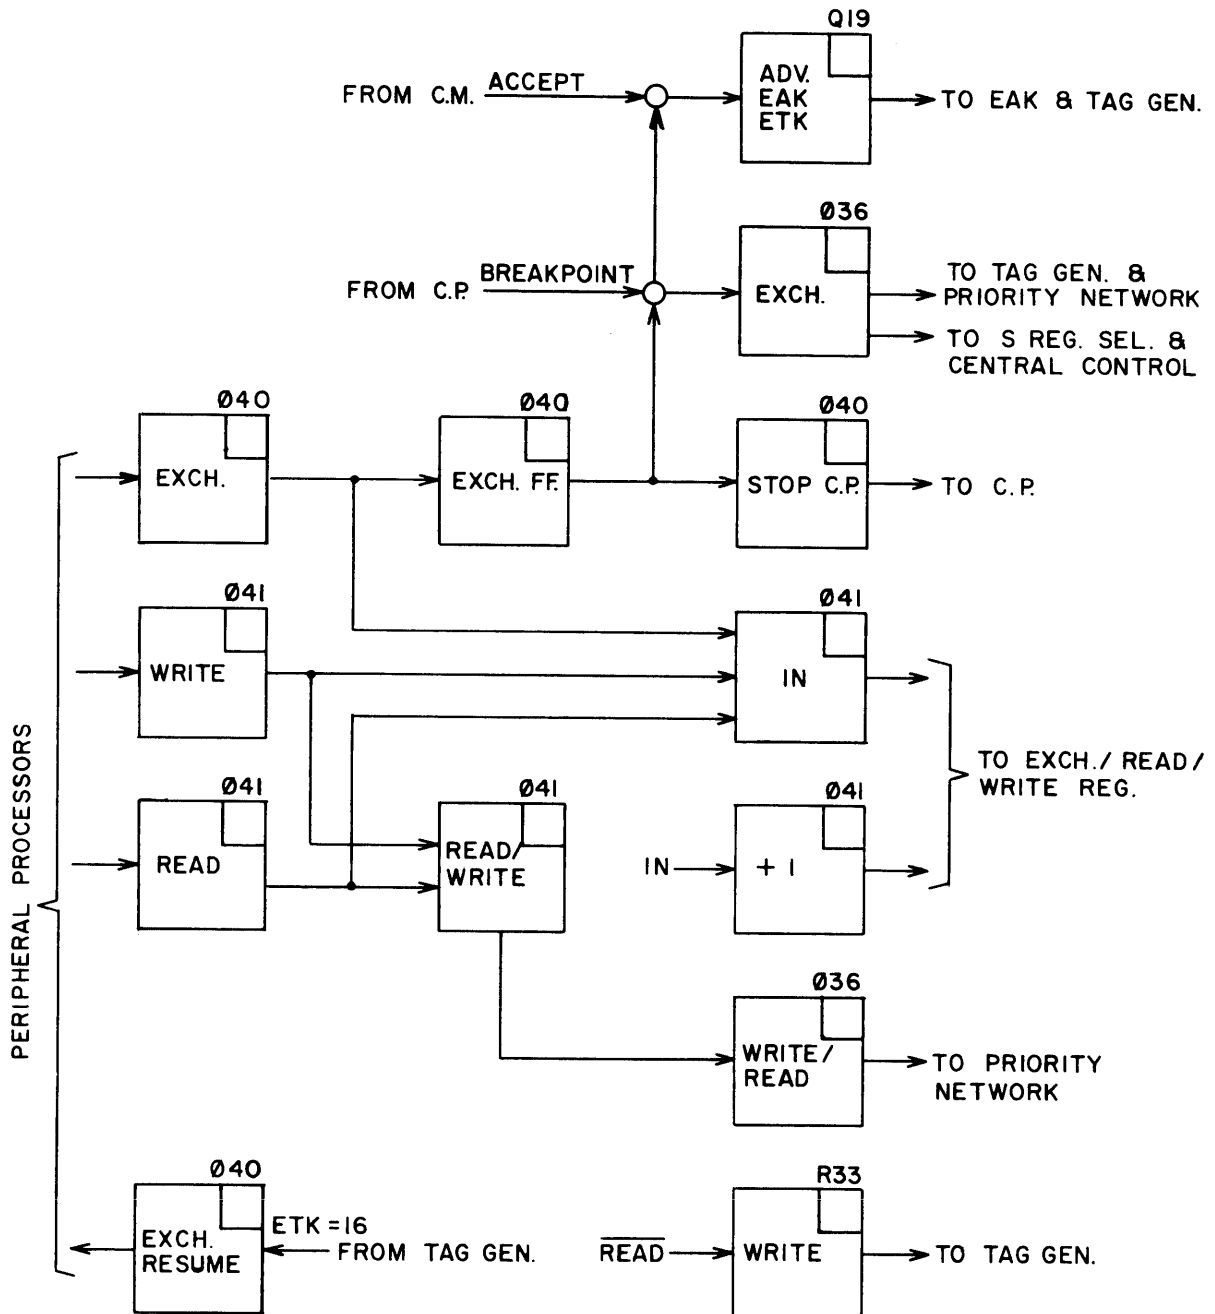 Q19
FROM C.M.
ACCEPT
ADV.
EAK
ETK
TO EAK & TAG GEN.
Ø36
FROM C.P.
BREAKPOINT
EXCH.
TO TAG GEN. &
PRIORITY NETWORK
TO S REG. SEL. &
CENTRAL CONTROL
Ø40
EXCH.
Ø40
EXCH. FF.
Ø40
STOP C.P.
TO C.P.
Ø41
WRITE
Ø41
IN
PERIPHERAL PROCESSORS
TO EXCH./ READ/
WRITE REG.
Ø41
READ
Ø41
READ/
WRITE
Ø41
IN
+ 1
Ø36
WRITE/
READ
TO PRIORITY
NETWORK
Ø40
EXCH.
RESUME
ETK = 16
FROM TAG GEN.
R33
READ
WRITE
TO TAG GEN.